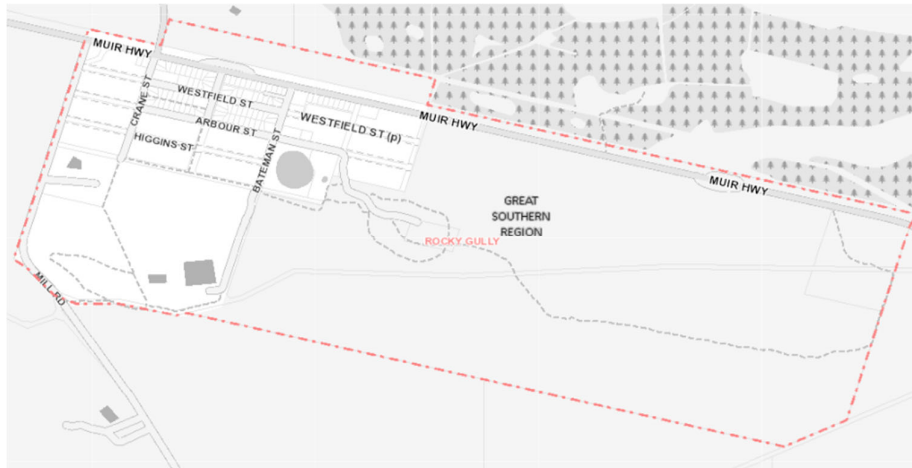 MUIR HWY
CRANE ST
WESTFIELD ST
ARBOUR ST
WESTFIELD ST (p)
MUIR HWY
HIGGINS ST
BATEMAN ST
MUIR HWY
GREAT
SOUTHERN
REGION
ROCKY GULLY
MILL RD